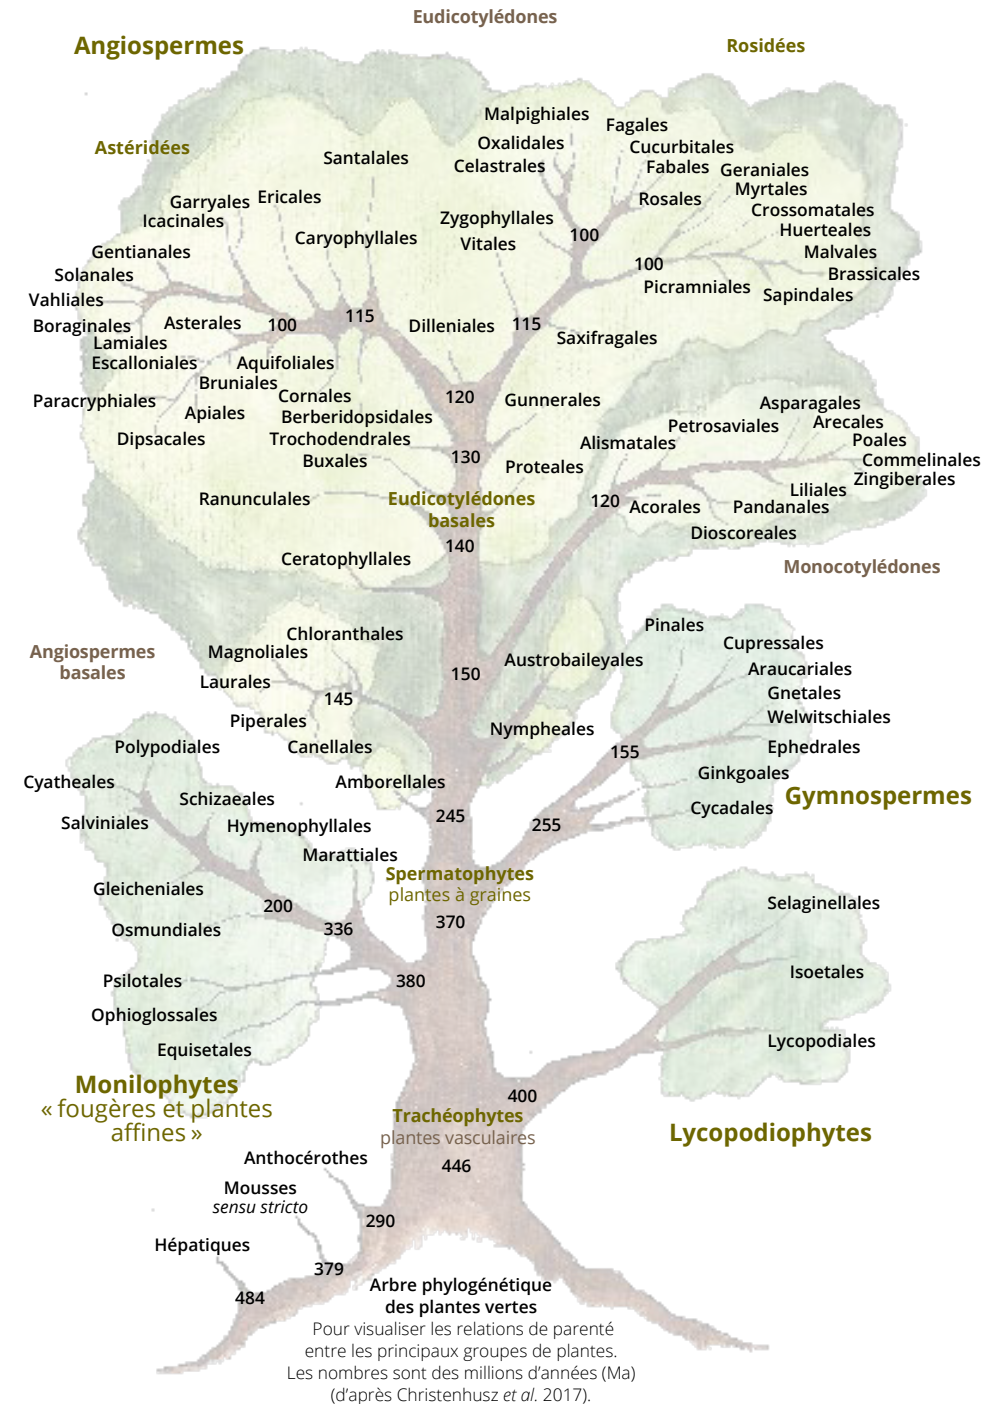 Eudicotylédones
Angiospermes
Rosidées
Astéridées
Malpighiales
Fagales
Oxalidales
Cucurbitales
Celastrales
Fabales
Geraniales
Santalales
Myrtales
Rosales
Garryales
Ericales
Crossomatales
Icacinales
Zygophyllales
Huerteales
Caryophyllales
Vitales
100
Malvales
Gentianales
100
Brassicales
Solanales
Picramniales
Sapindales
Vahliales
Boraginales
Asterales
100
115
Dilleniales
115
Saxifragales
Lamiales
Escalloniales
Aquifoliales
Bruniales
Paracryphiales
Cornales
120
Gunnerales
Asparagales
Apiales
Berberidopsidales
Petrosaviales
Arecales
Dipsacales
Trochodendrales
Alismatales
Poales
Buxales
130
Proteales
Commelinales
Zingiberales
Ranunculales
Eudicotylédones
basales
120
Acorales
Liliales
Pandanales
Dioscoreales
140
Ceratophyllales
Monocotylédones
Chloranthales
Pinales
Angiospermes
basales
Magnoliales
Cupressales
Laurales
150
Austrobaileyales
Araucariales
145
Gnetales
Piperales
Nympheales
Welwitschiales
Polypodiales
Canellales
155
Ephedrales
Cyatheales
Amborellales
Ginkgoales
Schizaeales
Gymnospermes
Salviniales
Hymenophyllales
245
255
Cycadales
Marattiales
Spermatophytes
plantes à graines
Gleicheniales
200
370
Selaginellales
Osmundiales
336
Psilotales
380
Isoetales
Ophioglossales
Equisetales
Lycopodiales
Monilophytes
« fougères et plantes
affines »
400
Trachéophytes
plantes vasculaires
Lycopodiophytes
446
Anthocérothes
Mousses
sensu stricto
290
Hépatiques
379
484
Arbre phylogénétique
des plantes vertes
Pour visualiser les relations de parenté
entre les principaux groupes de plantes.
Les nombres sont des millions d’années (Ma)
(d’après Christenhusz et al. 2017).